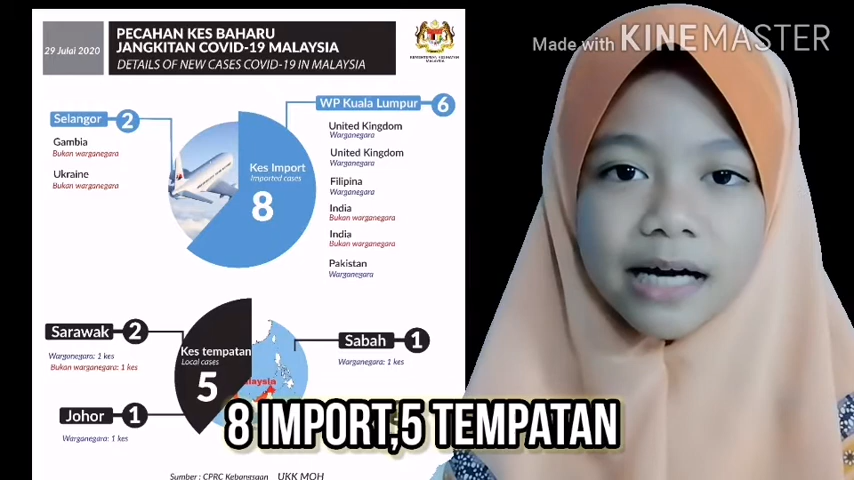 29 Julai 2020
PECAHAN KES BAHARU
JANGKITAN COVID-19 MALAYSIA
DETAILS OF NEW CASES COVID-19 IN MALAYSIA
KEMENTERIAN KESIHATAN
MALAYSIA
Made with KINEMASTER
Selangor 2
Gambia
Bukan warganegara
Ukraine
Bukan warganegara
Kes Import
Imported cases
8
WP Kuala Lumpur 6
United Kingdom
Warganegara
United Kingdom
Warganegara
Filipina
Warganegara
India
Bukan warganegara
India
Bukan warganegara
Pakistan
Warganegara
Sarawak 2
Warganegara: 1 kes
Bukan warganegara: 1 kes
Johor 1
Warganegara: 1 kes
Kes tempatan
Local cases
5
Sabah 1
Warganegara: 1 kes
8 IMPORT,5 TEMPATAN
Sumber : CPRC Kebangsaan UKK MOH